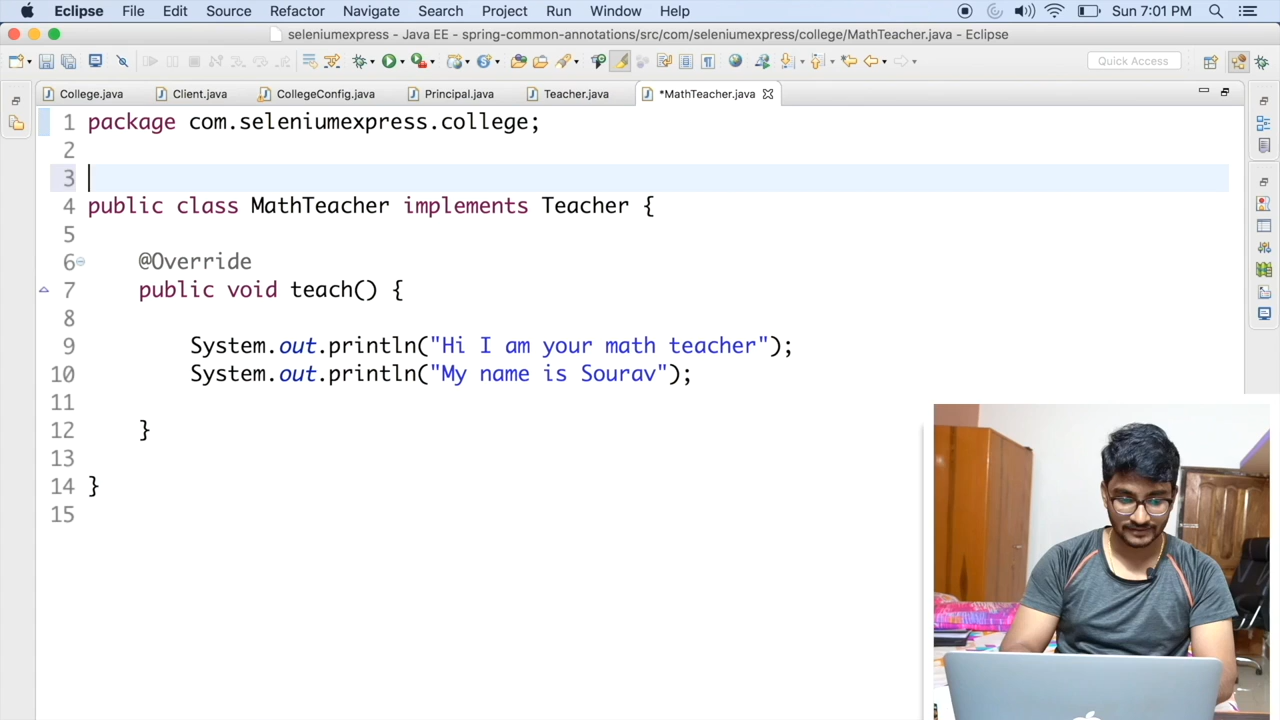 Eclipse File Edit Source Refactor Navigate Search Project Run Window Help Sun 7:01 PM
seleniumexpress - Java EE - spring-common-annotations/src/com/seleniumexpress/college/MathTeacher.java - Eclipse
Quick Access
College.java Client.java CollegeConfig.java Principal.java Teacher.java *MathTeacher.java
1 package com.seleniumexpress.college;
2
3
4 public class MathTeacher implements Teacher {
5
6 @Override
7 public void teach() {
8
9 System.out.println("Hi I am your math teacher");
10 System.out.println("My name is Sourav");
11
12 }
13
14 }
15